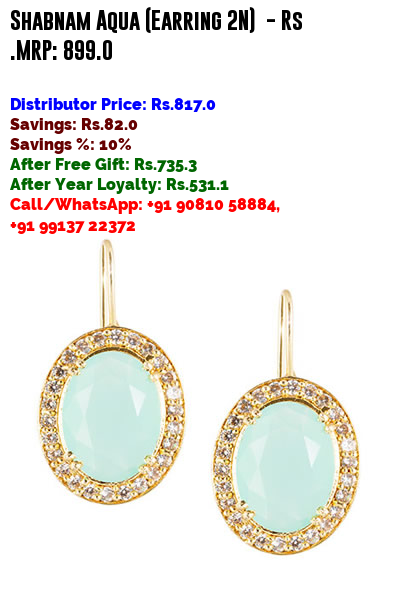 Shabnam Aqua (Earring 2N) - Rs
.MRP: 899.0
Distributor Price: Rs.817.0
Savings: Rs.82.0
Savings %: 10%
After Free Gift: Rs.735.3
After Year Loyalty: Rs.531.1
Call/WhatsApp: +91 90810 58884,
+91 99137 22372